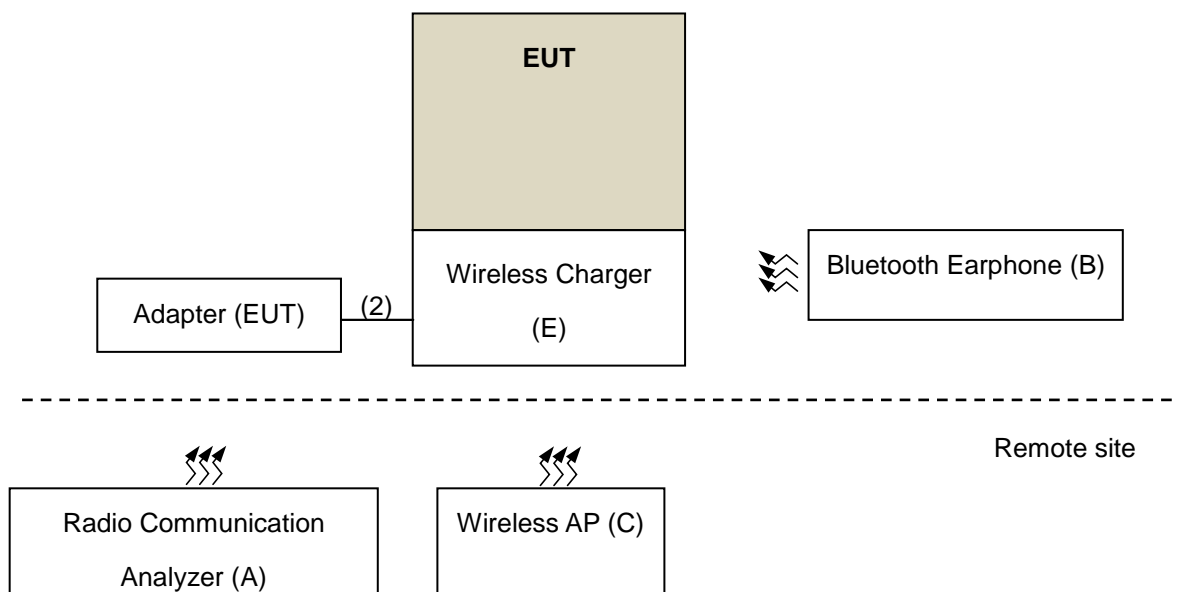 EUT
Wireless Charger
(E)
Adapter (EUT)
(2)
Bluetooth Earphone (B)
Remote site
Radio Communication
Analyzer (A)
Wireless AP (C)